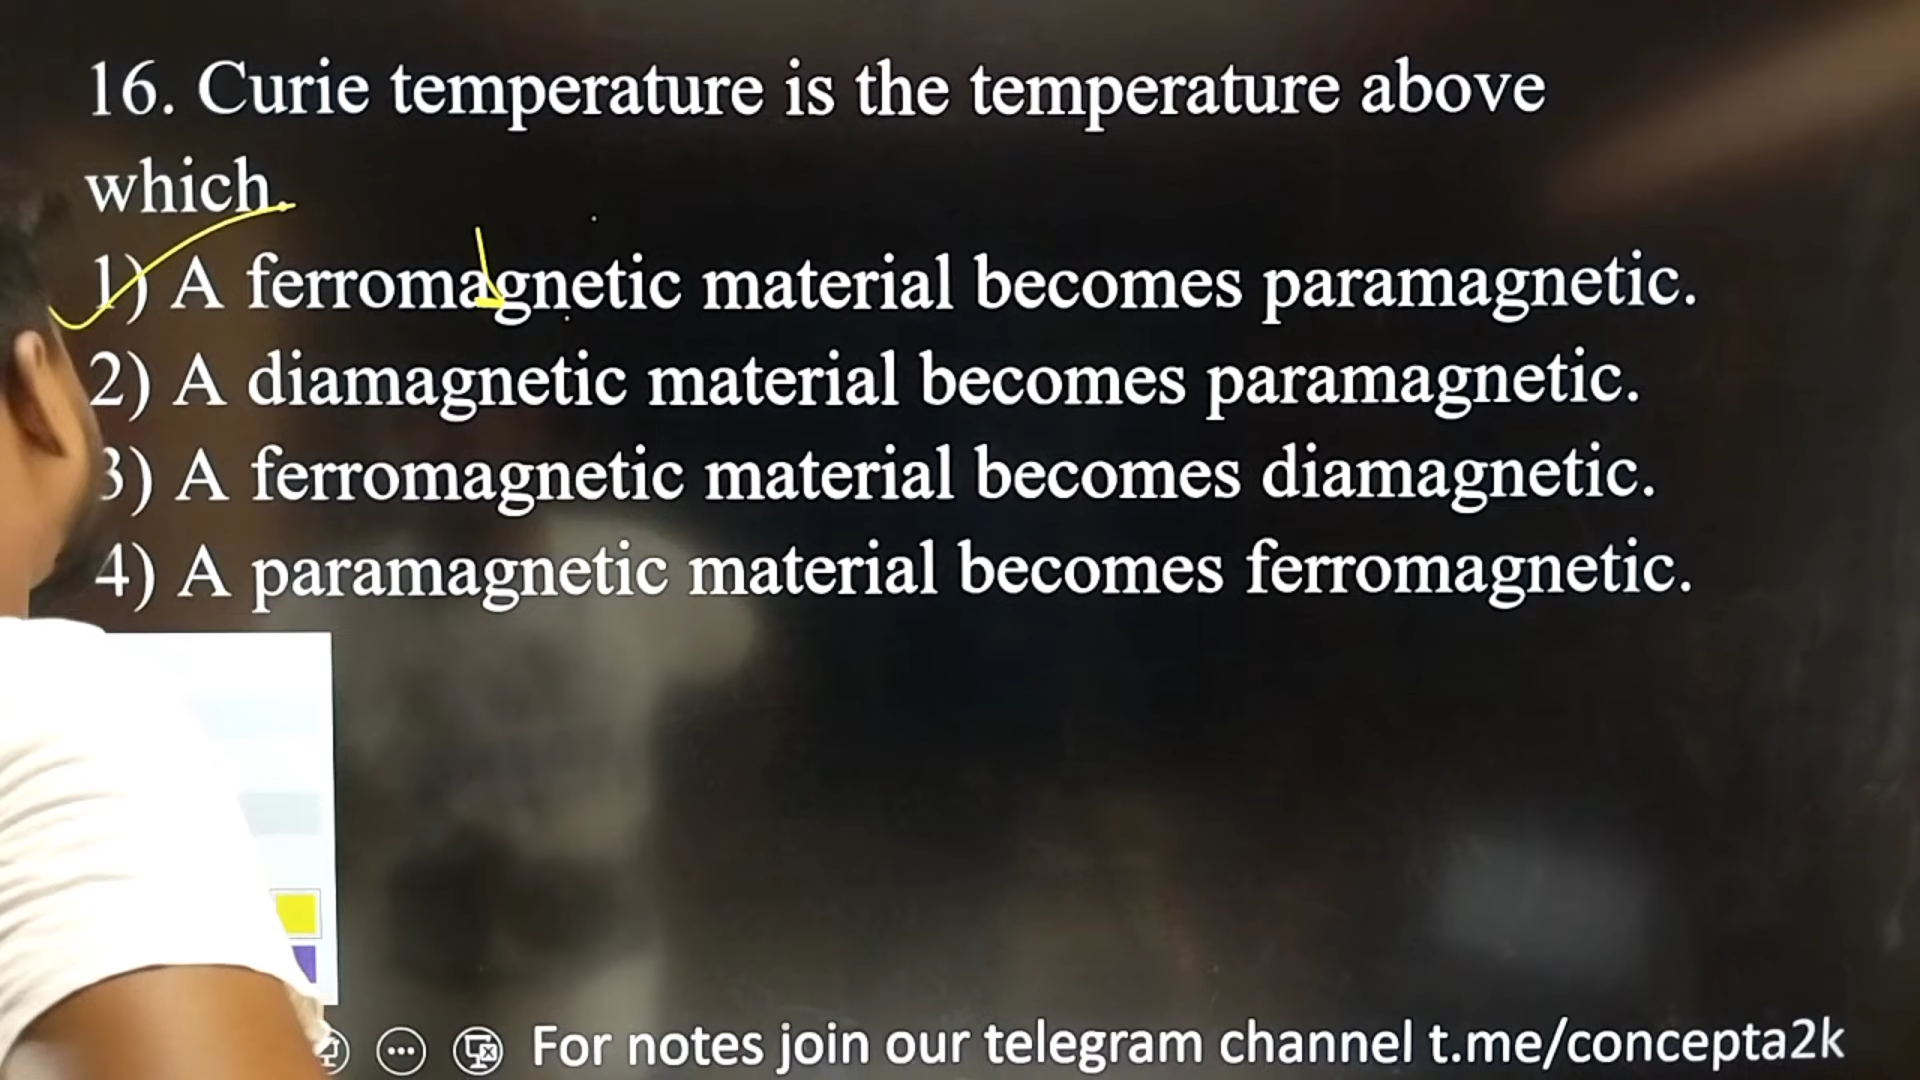 16. Curie temperature is the temperature above
which.
1) A ferromagnetic material becomes paramagnetic.
2) A diamagnetic material becomes paramagnetic.
3) A ferromagnetic material becomes diamagnetic.
4) A paramagnetic material becomes ferromagnetic.
For notes join our telegram channel t.me/concepta2k